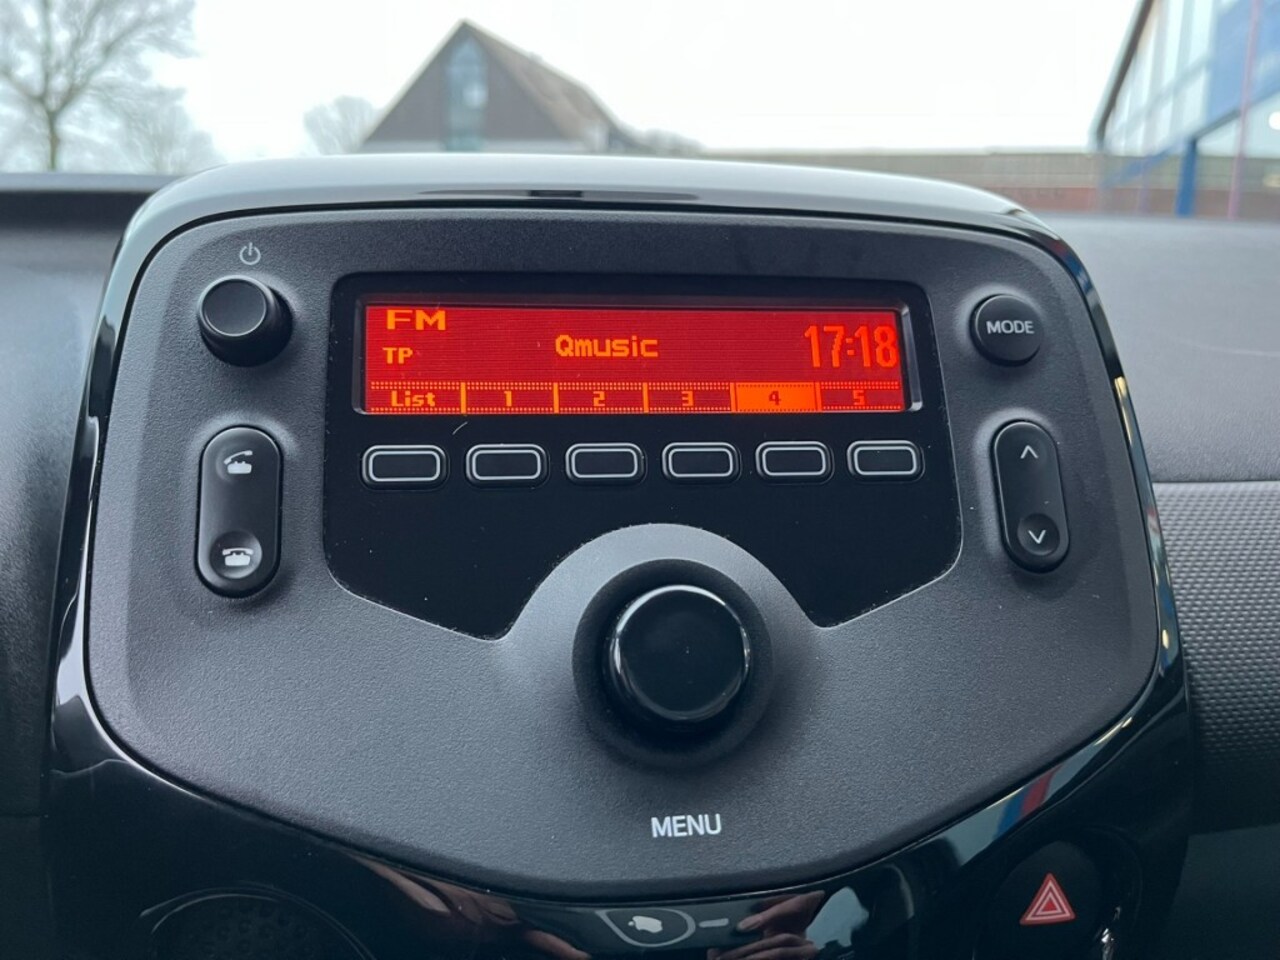 FM
TP
Qmusic
17:18
List 1 2 3 4 5
MODE
MENU